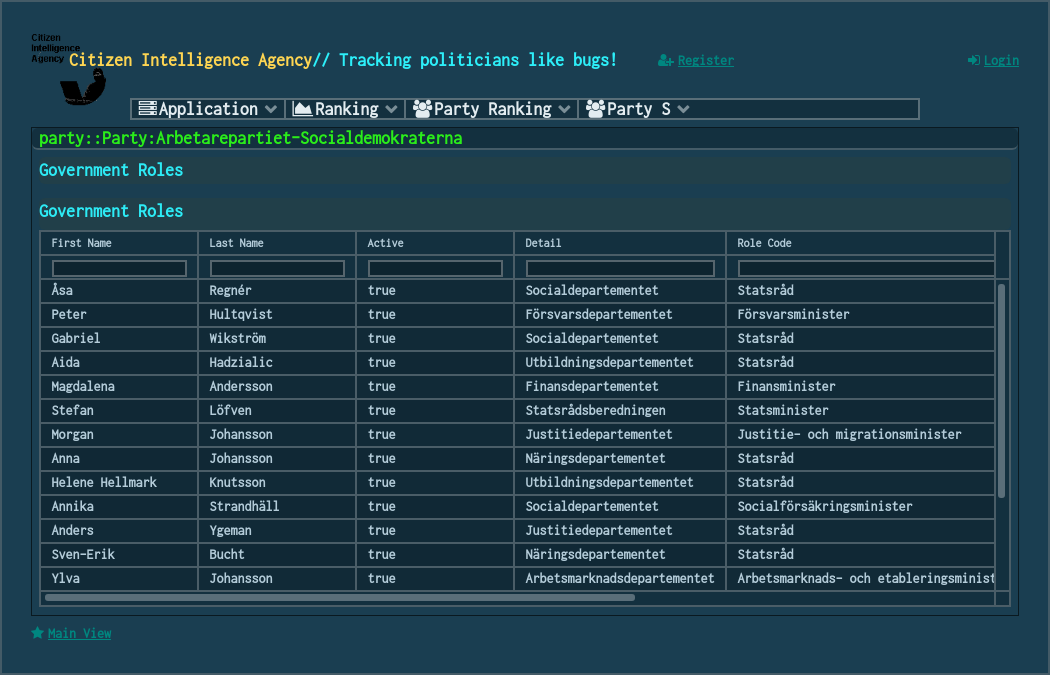 Citizen
Intelligence
Agency
Citizen Intelligence Agency// Tracking politicians like bugs!
Register
Login
Application Ranking Party Ranking Party S
party::Party:Arbetarepartiet-Socialdemokraterna
Government Roles
Government Roles
First Name Last Name Active Detail Role Code
Åsa Regnér true Socialdepartementet Statsråd
Peter Hultqvist true Försvarsdepartementet Försvarsminister
Gabriel Wikström true Socialdepartementet Statsråd
Aida Hadzialic true Utbildningsdepartementet Statsråd
Magdalena Andersson true Finansdepartementet Finansminister
Stefan Löfven true Statsrådsberedningen Statsminister
Morgan Johansson true Justitiedepartementet Justitie- och migrationsminister
Anna Johansson true Näringsdepartementet Statsråd
Helene Hellmark Knutsson true Utbildningsdepartementet Statsråd
Annika Strandhäll true Socialdepartementet Socialförsäkringsminister
Anders Ygeman true Justitiedepartementet Statsråd
Sven-Erik Bucht true Näringsdepartementet Statsråd
Ylva Johansson true Arbetsmarknadsdepartementet Arbetsmarknads- och etableringsminist
Main View